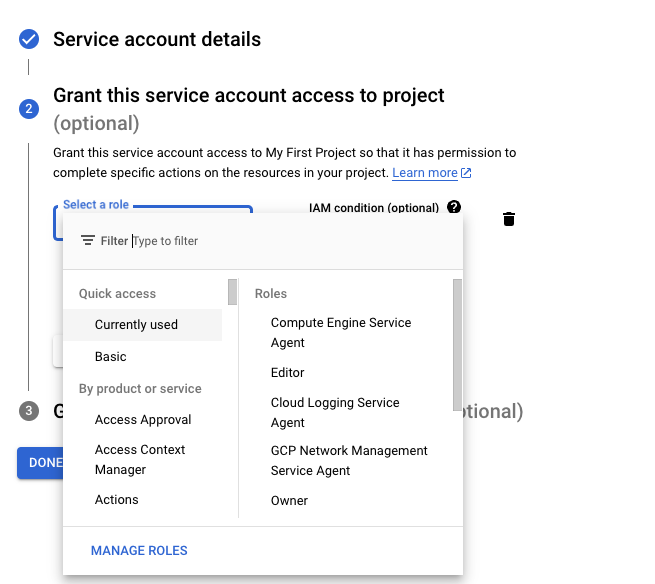 Service account details
2
Grant this service account access to project
(optional)
Grant this service account access to My First Project so that it has permission to
complete specific actions on the resources in your project. Learn more
Select a role
IAM condition (optional)
?
Filter Type to filter
Quick access
Currently used
Basic
By product or service
Access Approval
Access Context
Manager
Actions
Roles
Compute Engine Service
Agent
Editor
Cloud Logging Service
Agent
GCP Network Management
Service Agent
Owner
3
DONE
MANAGE ROLES